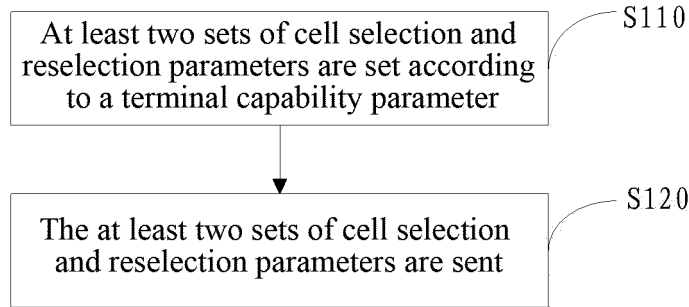 At least two sets of cell selection and
reselection parameters are set according
to a terminal capability parameter
S110
The at least two sets of cell selection
and reselection parameters are sent
S120